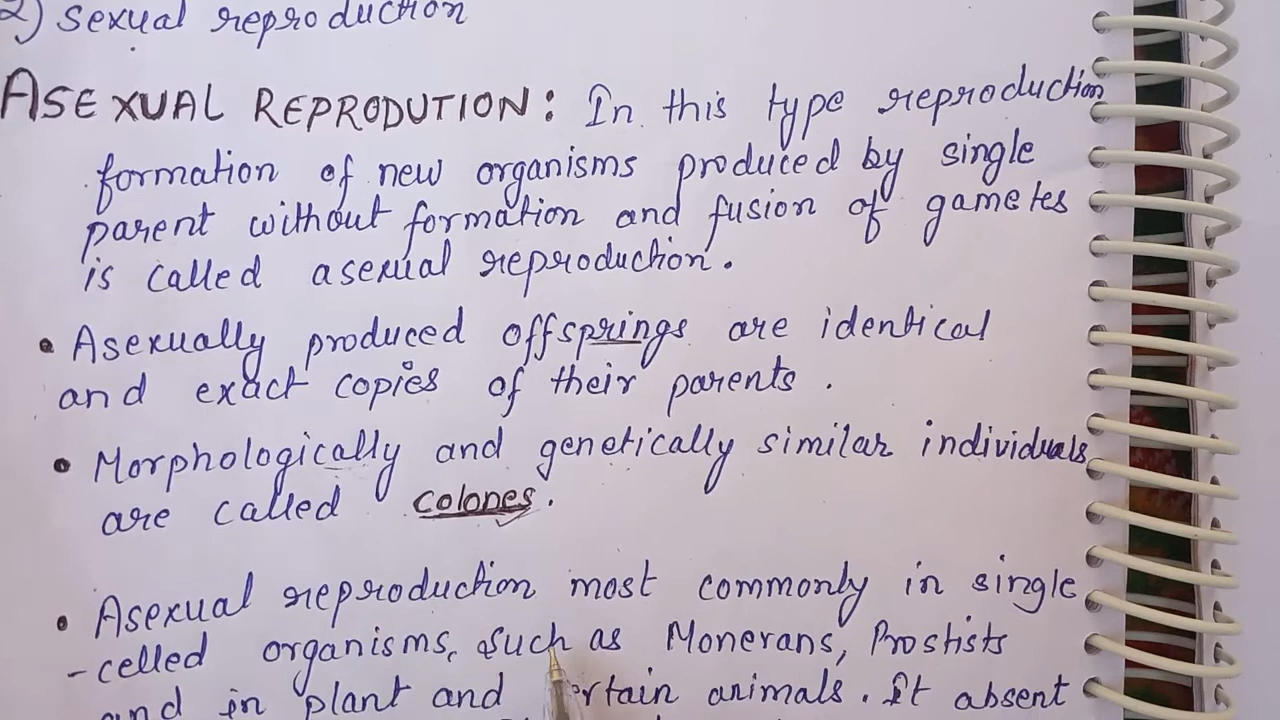 2) sexual reproduction
ASEXUAL REPRODUTION: In this type reproduction
formation of new organisms produced by single
parent without formation and fusion of gametes
is called asexual reproduction.
• Asexually produced offsprings are identical
and exact copies of their parents.
• Morphologically and genetically similar individuals
are called colones.
• Asexual reproduction most commonly in single
-celled organisms, such as Monerans, Prostists
and in plant and ertain animals. It absent